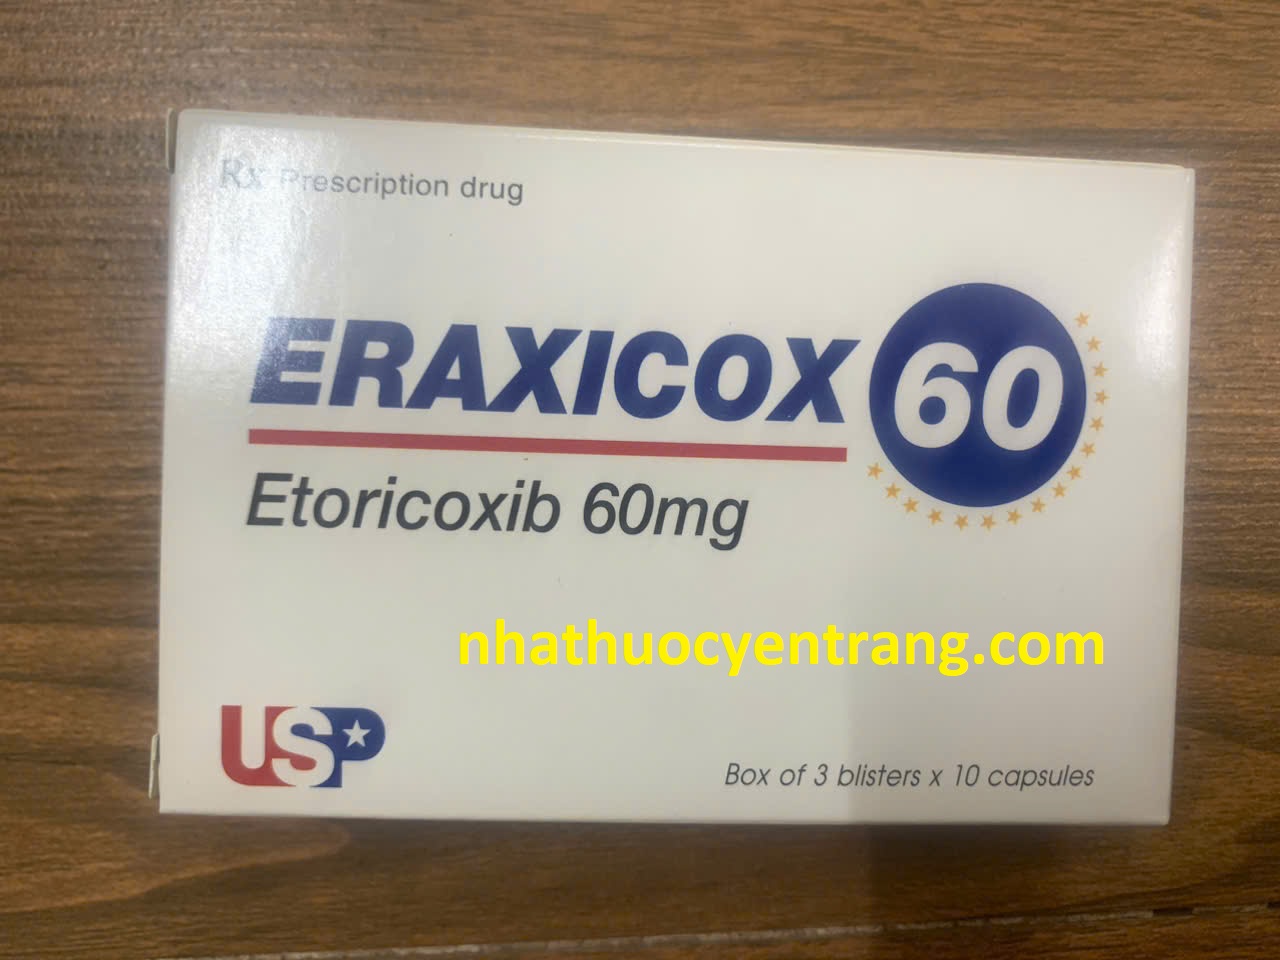 Rx Prescription drug
ERAXICOX 60
Etoricoxib 60mg
nhathuocyentrang.com
USP
Box of 3 blisters x 10 capsules